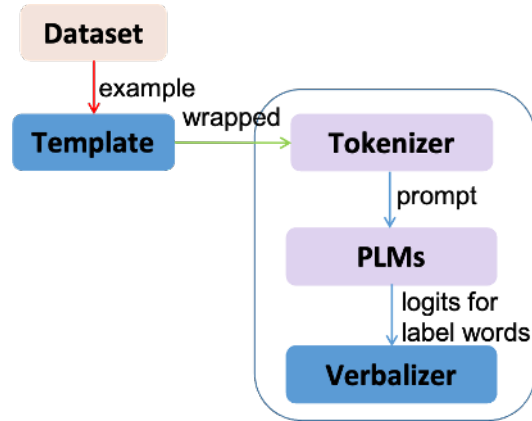 Dataset
example
Template
wrapped
Tokenizer
prompt
PLMs
logits for
label words
Verbalizer